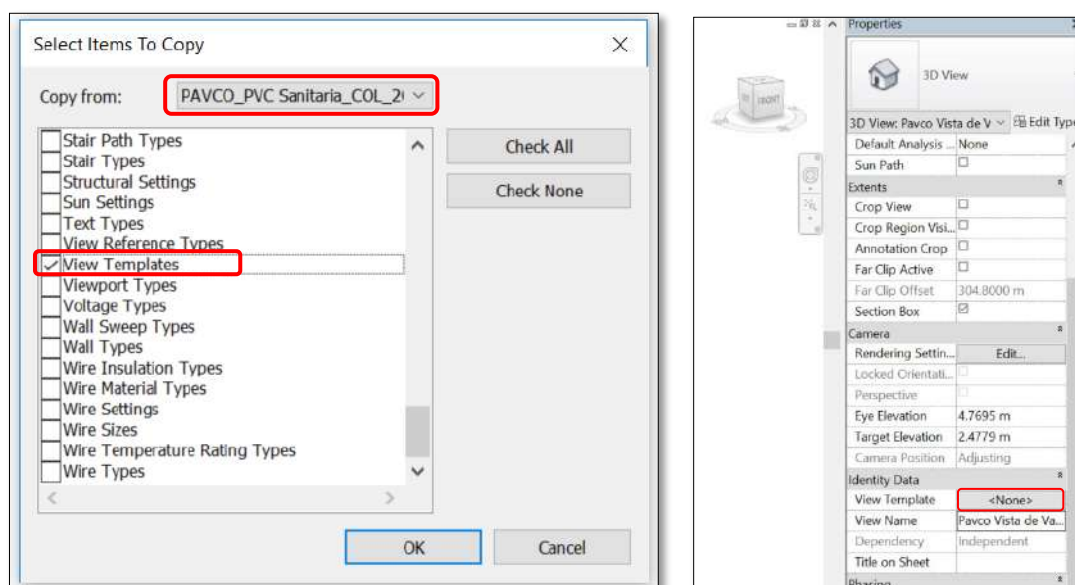 Select Items To Copy
Copy from: PAVCO_PVC Sanitaria_COL_2(
Stair Path Types
Stair Types
Structural Settings
Sun Settings
Text Types
View Reference Types
View Templates
Viewport Types
Voltage Types
Wall Sweep Types
Wall Types
Wire Insulation Types
Wire Material Types
Wire Settings
Wire Sizes
Wire Temperature Rating Types
Wire Types
Check All
Check None
OK Cancel
FRONT
Properties
3D View
3D View: Pavco Vista de V Edit Type
Default Analysis ... None
Sun Path
Extents
Crop View
Crop Region Visi...
Annotation Crop
Far Clip Active
Far Clip Offset 304.8000 m
Section Box
Camera
Rendering Settin... Edit...
Locked Orientati...
Perspective
Eye Elevation 4.7695 m
Target Elevation 2.4779 m
Camera Position Adjusting
Identity Data
View Template <None>
View Name Pavco Vista de Va...
Dependency Independent
Title on Sheet
Phasing